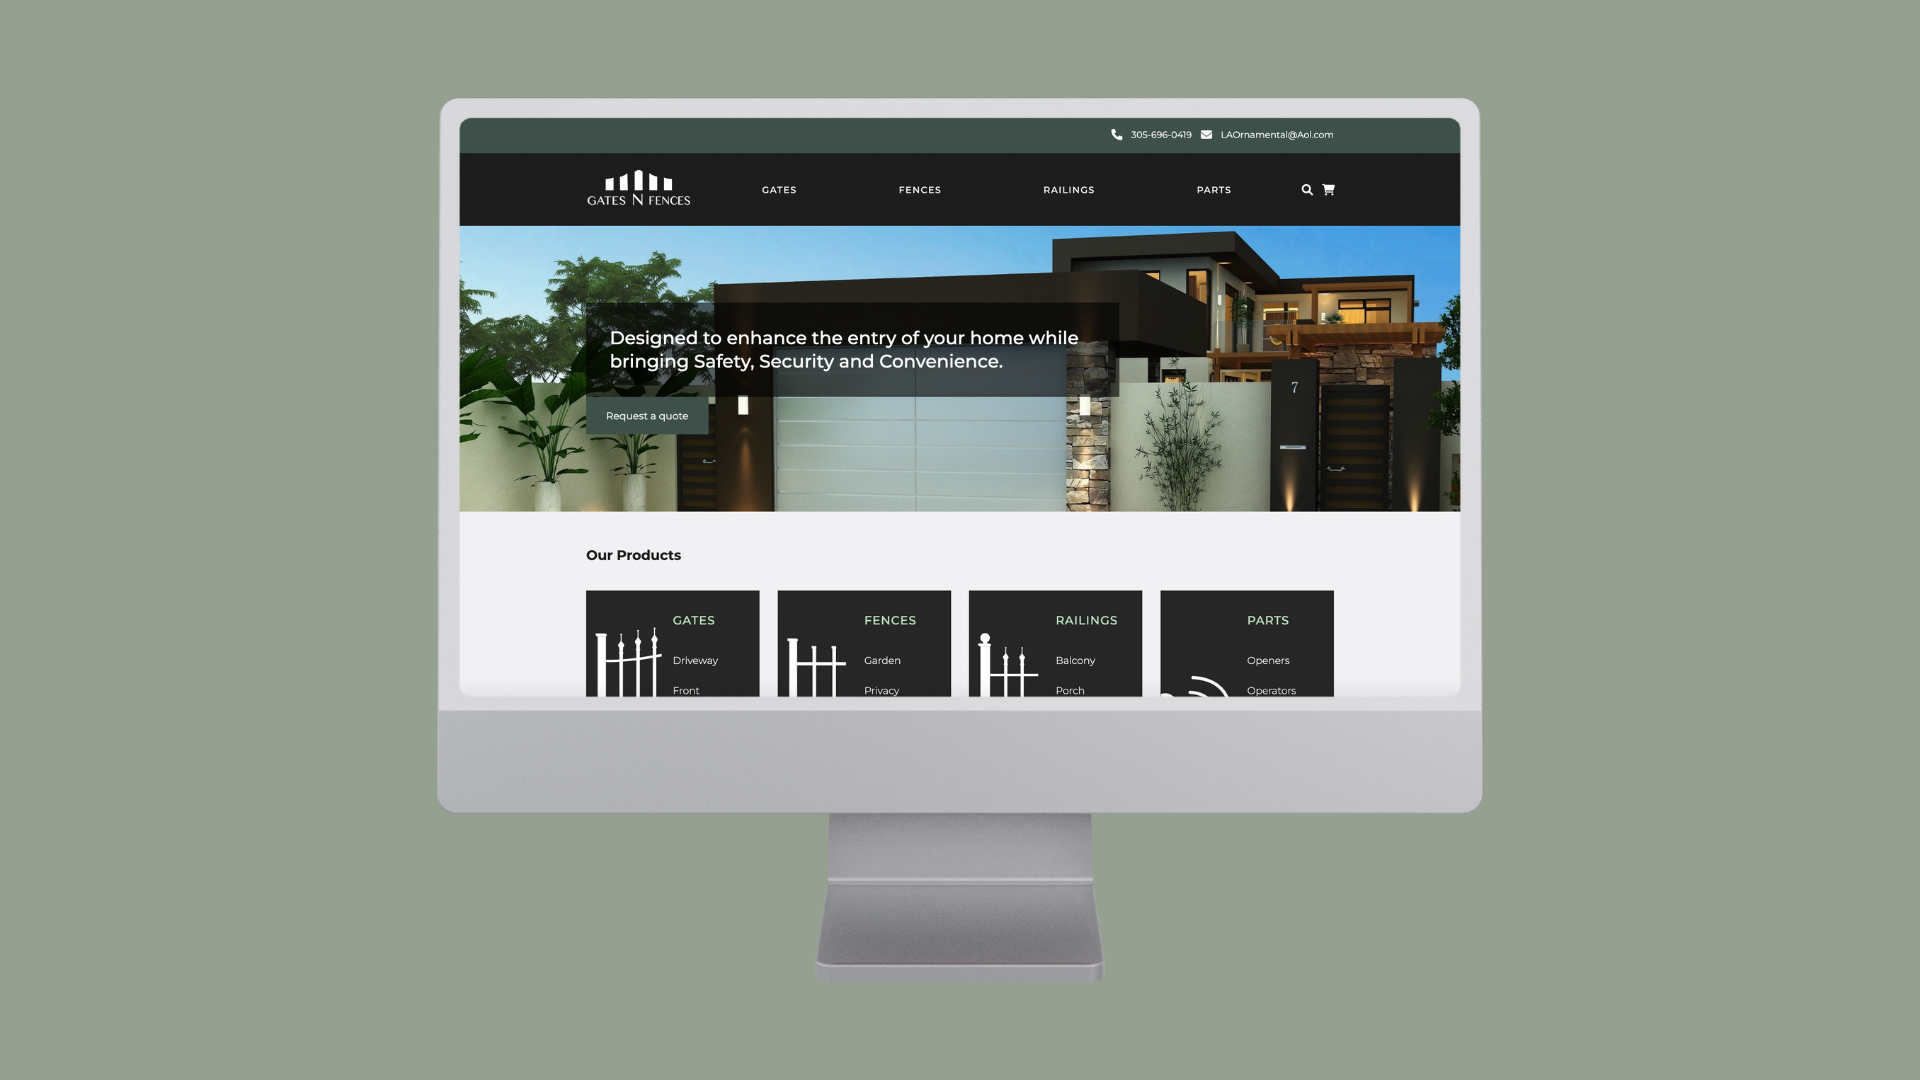 305-696-0419 LAOrnamental@Aol.com
GATES N FENCES
GATES FENCES RAILINGS PARTS
Designed to enhance the entry of your home while
bringing Safety, Security and Convenience.
7
Request a quote
Our Products
GATES
Driveway
Front
FENCES
Garden
Privacy
RAILINGS
Balcony
Porch
PARTS
Openers
Operators